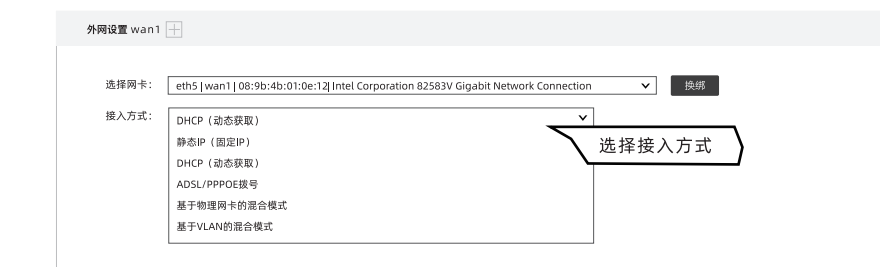 外网设置 wan1
选择网卡: eth5 | wan1 | 08:9b:4b:01:0e:12| Intel Corporation 82583V Gigabit Network Connection 换绑
接入方式: DHCP（动态获取）
静态IP（固定IP）
选择接入方式
DHCP（动态获取）
ADSL/PPPOE拨号
基于物理网卡的混合模式
基于VLAN的混合模式